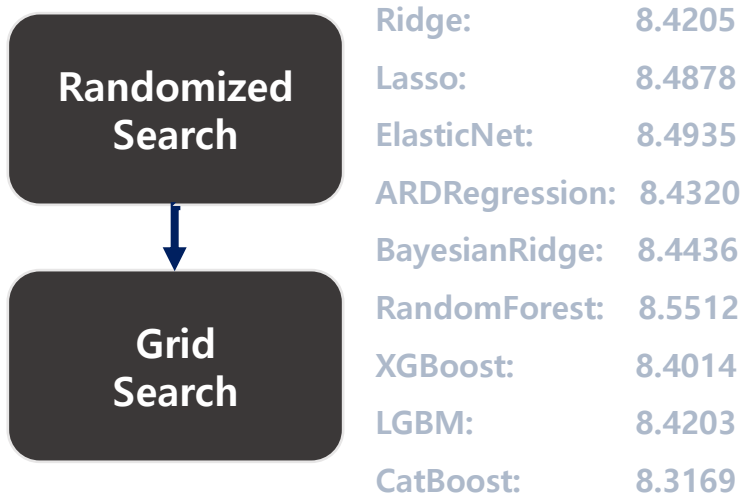 Randomized
Search
Grid
Search
Ridge: 8.4205
Lasso: 8.4878
ElasticNet: 8.4935
ARDRegression: 8.4320
BayesianRidge: 8.4436
RandomForest: 8.5512
XGBoost: 8.4014
LGBM: 8.4203
CatBoost: 8.3169